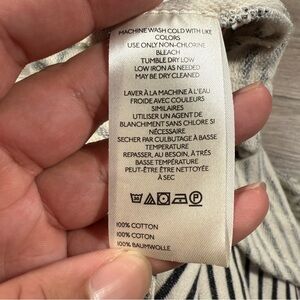 MACHINE WASH COLD WITH LIKE
COLORS
USE ONLY NON-CHLORINE
BLEACH
TUMBLE DRY LOW
LOW IRON AS NEEDED
MAY BE DRY CLEANED
LAVER À LA MACHINE À L'EAU
FROIDE AVEC COULEURS
SIMILAIRES
UTILISER UN AGENT DE
BLANCHIMENT SANS CHLORE SI
NÉCESSAIRE
SECHER PAR CULBUTAGE À BASSE
TEMPERATURE
REPASSER, AU BESOIN, À TRÈS
BASSE TEMPÉRATURE
PEUT-ÊTRE ÊTRE NETTOYÉE
À SEC
30 P
100% COTTON
100% COTON
100% BAUMWOLLE